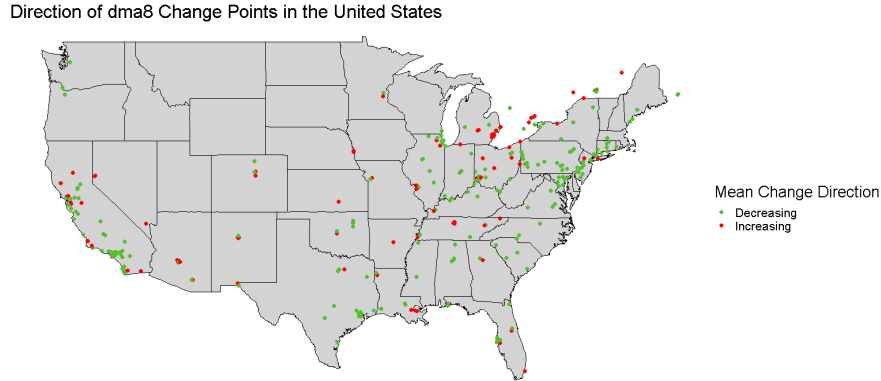 Direction of dma8 Change Points in the United States
Mean Change Direction
Decreasing
Increasing